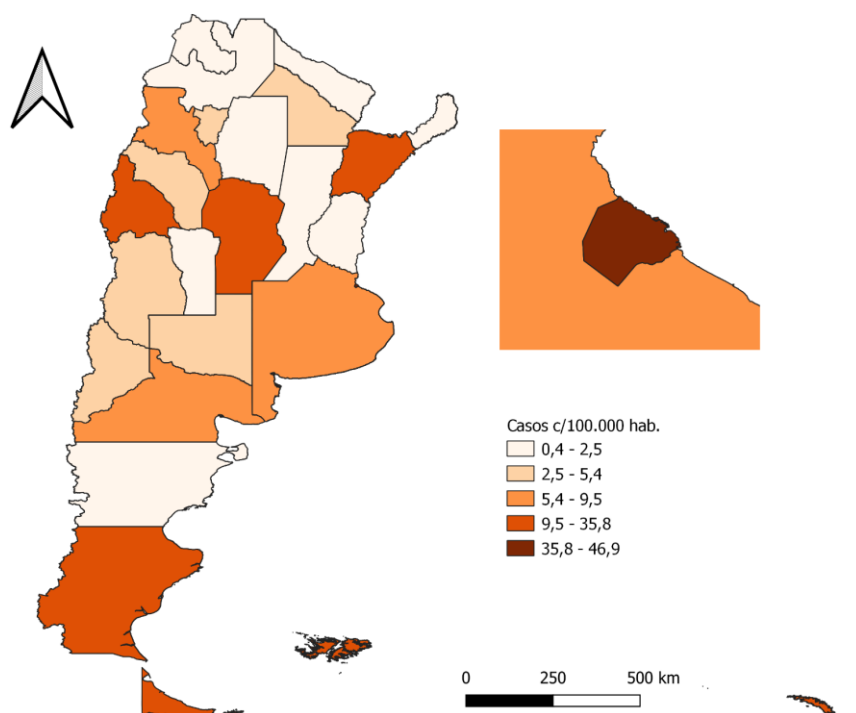 Casos c/100.000 hab.
0,4 - 2,5
2,5 - 5,4
5,4 - 9,5
9,5 - 35,8
35,8 - 46,9
0 250 500 km